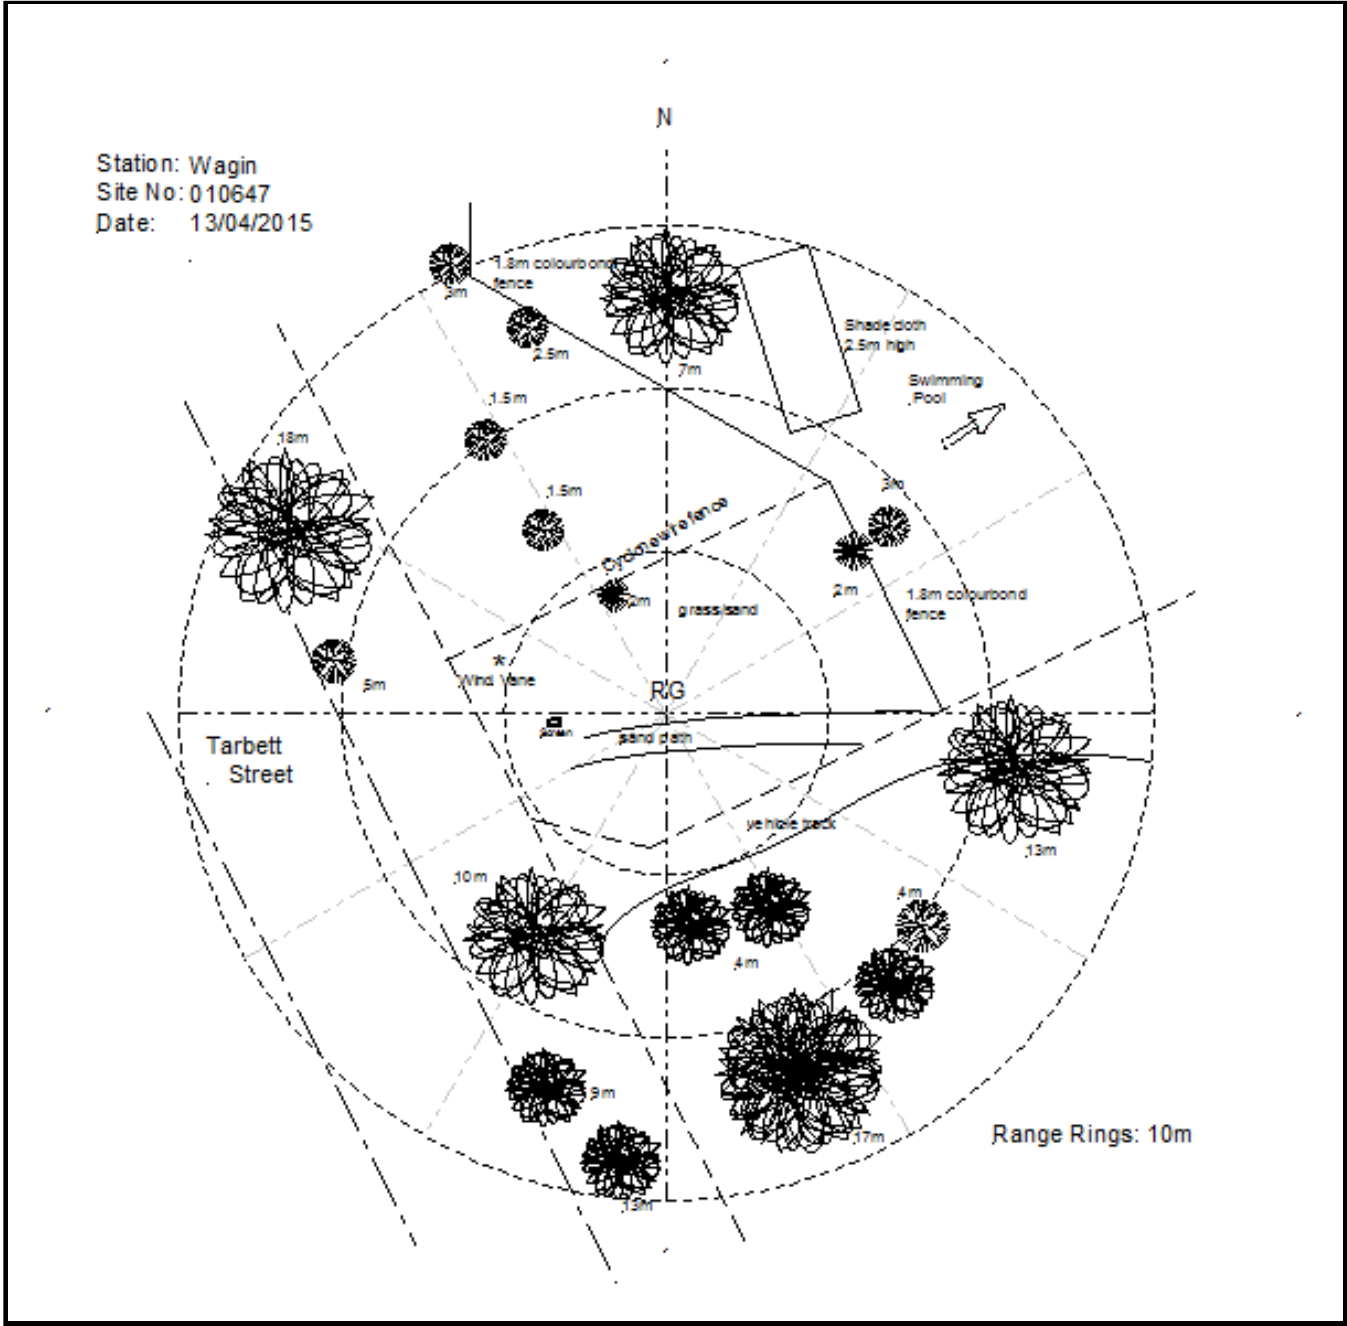 N
Station: Wagin
Site No: 010647
Date: 13/04/2015
1.8m colourbond
fence
3m
2.5m
7m
Shade cloth
2.5m high
Swimming
Pool
1.5m
18m
1.5m
3m
Cyclone wire fence
2m
grass/sand
2m
1.8m colourbond
fence
Wind Vane
5m
RG
Screen
sand path
Tarbett
Street
vehicle track
13m
10m
4m
4m
9m
17m
Range Rings: 10m
13m